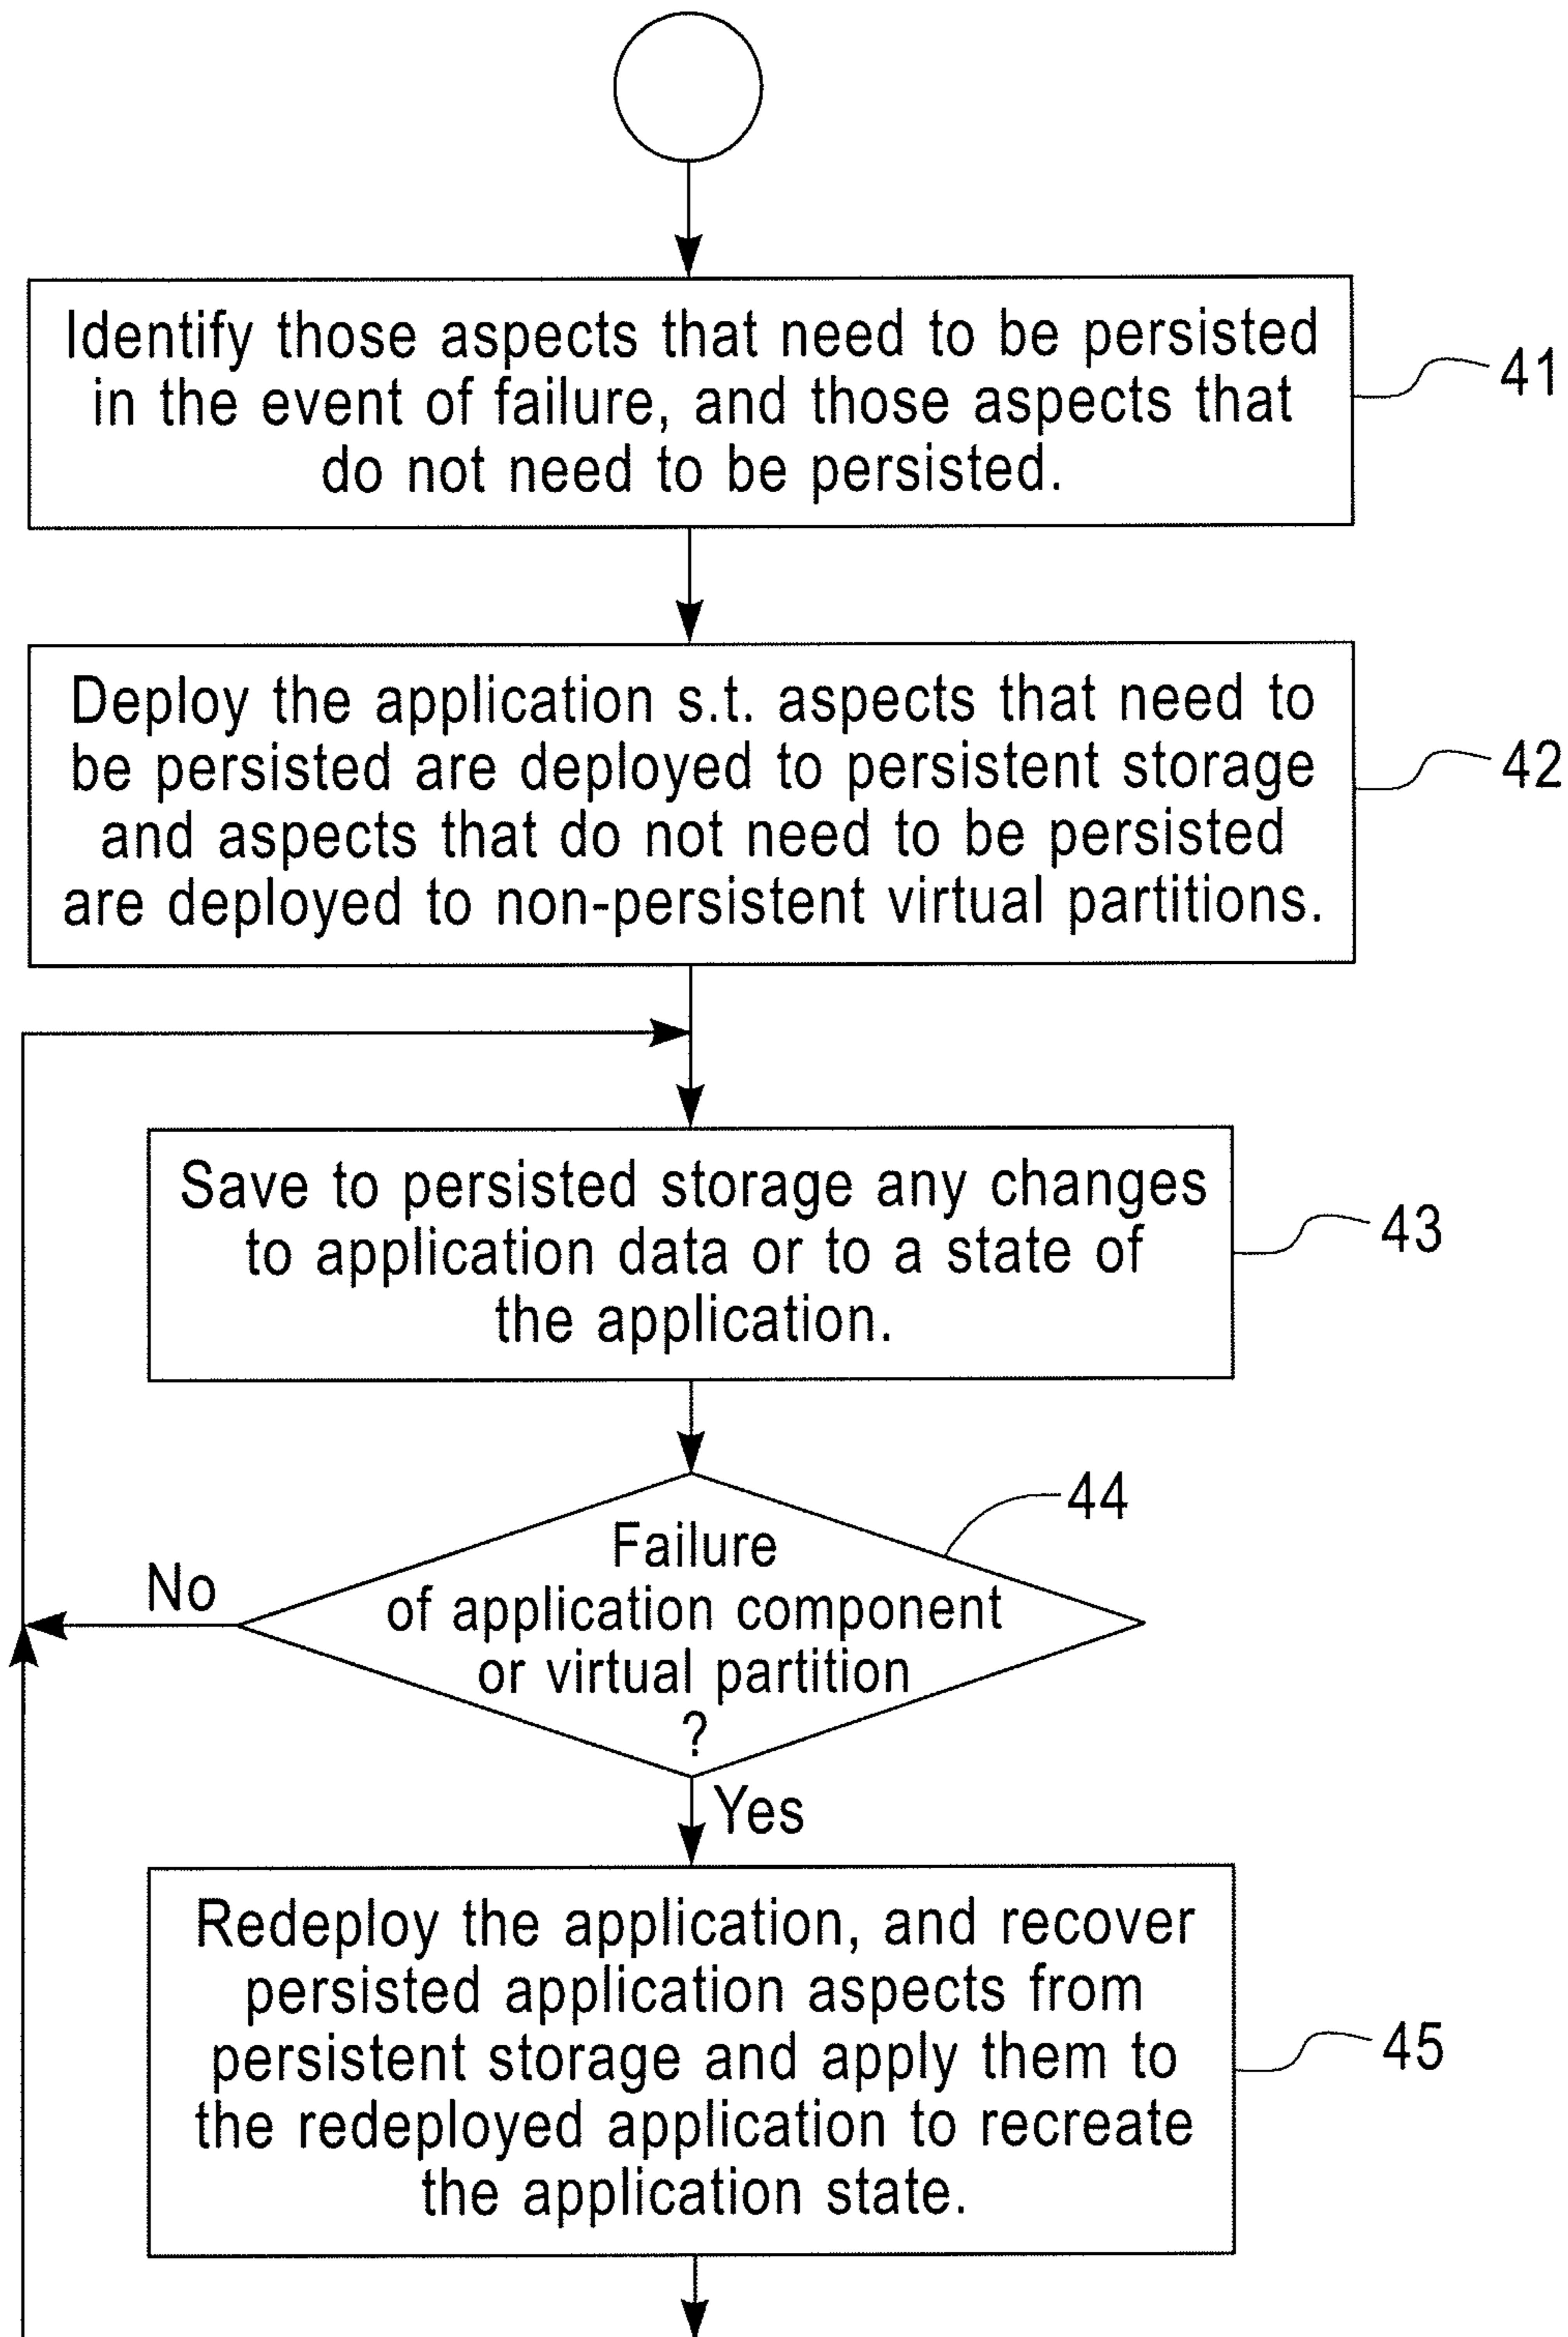 Identify those aspects that need to be persisted
in the event of failure, and those aspects that
do not need to be persisted.
41
Deploy the application s.t. aspects that need to
be persisted are deployed to persistent storage
and aspects that do not need to be persisted
are deployed to non-persistent virtual partitions.
42
Save to persisted storage any changes
to application data or to a state of
the application.
43
44
Failure
of application component
or virtual partition
?
No
Yes
Redeploy the application, and recover
persisted application aspects from
persistent storage and apply them to
the redeployed application to recreate
the application state.
45